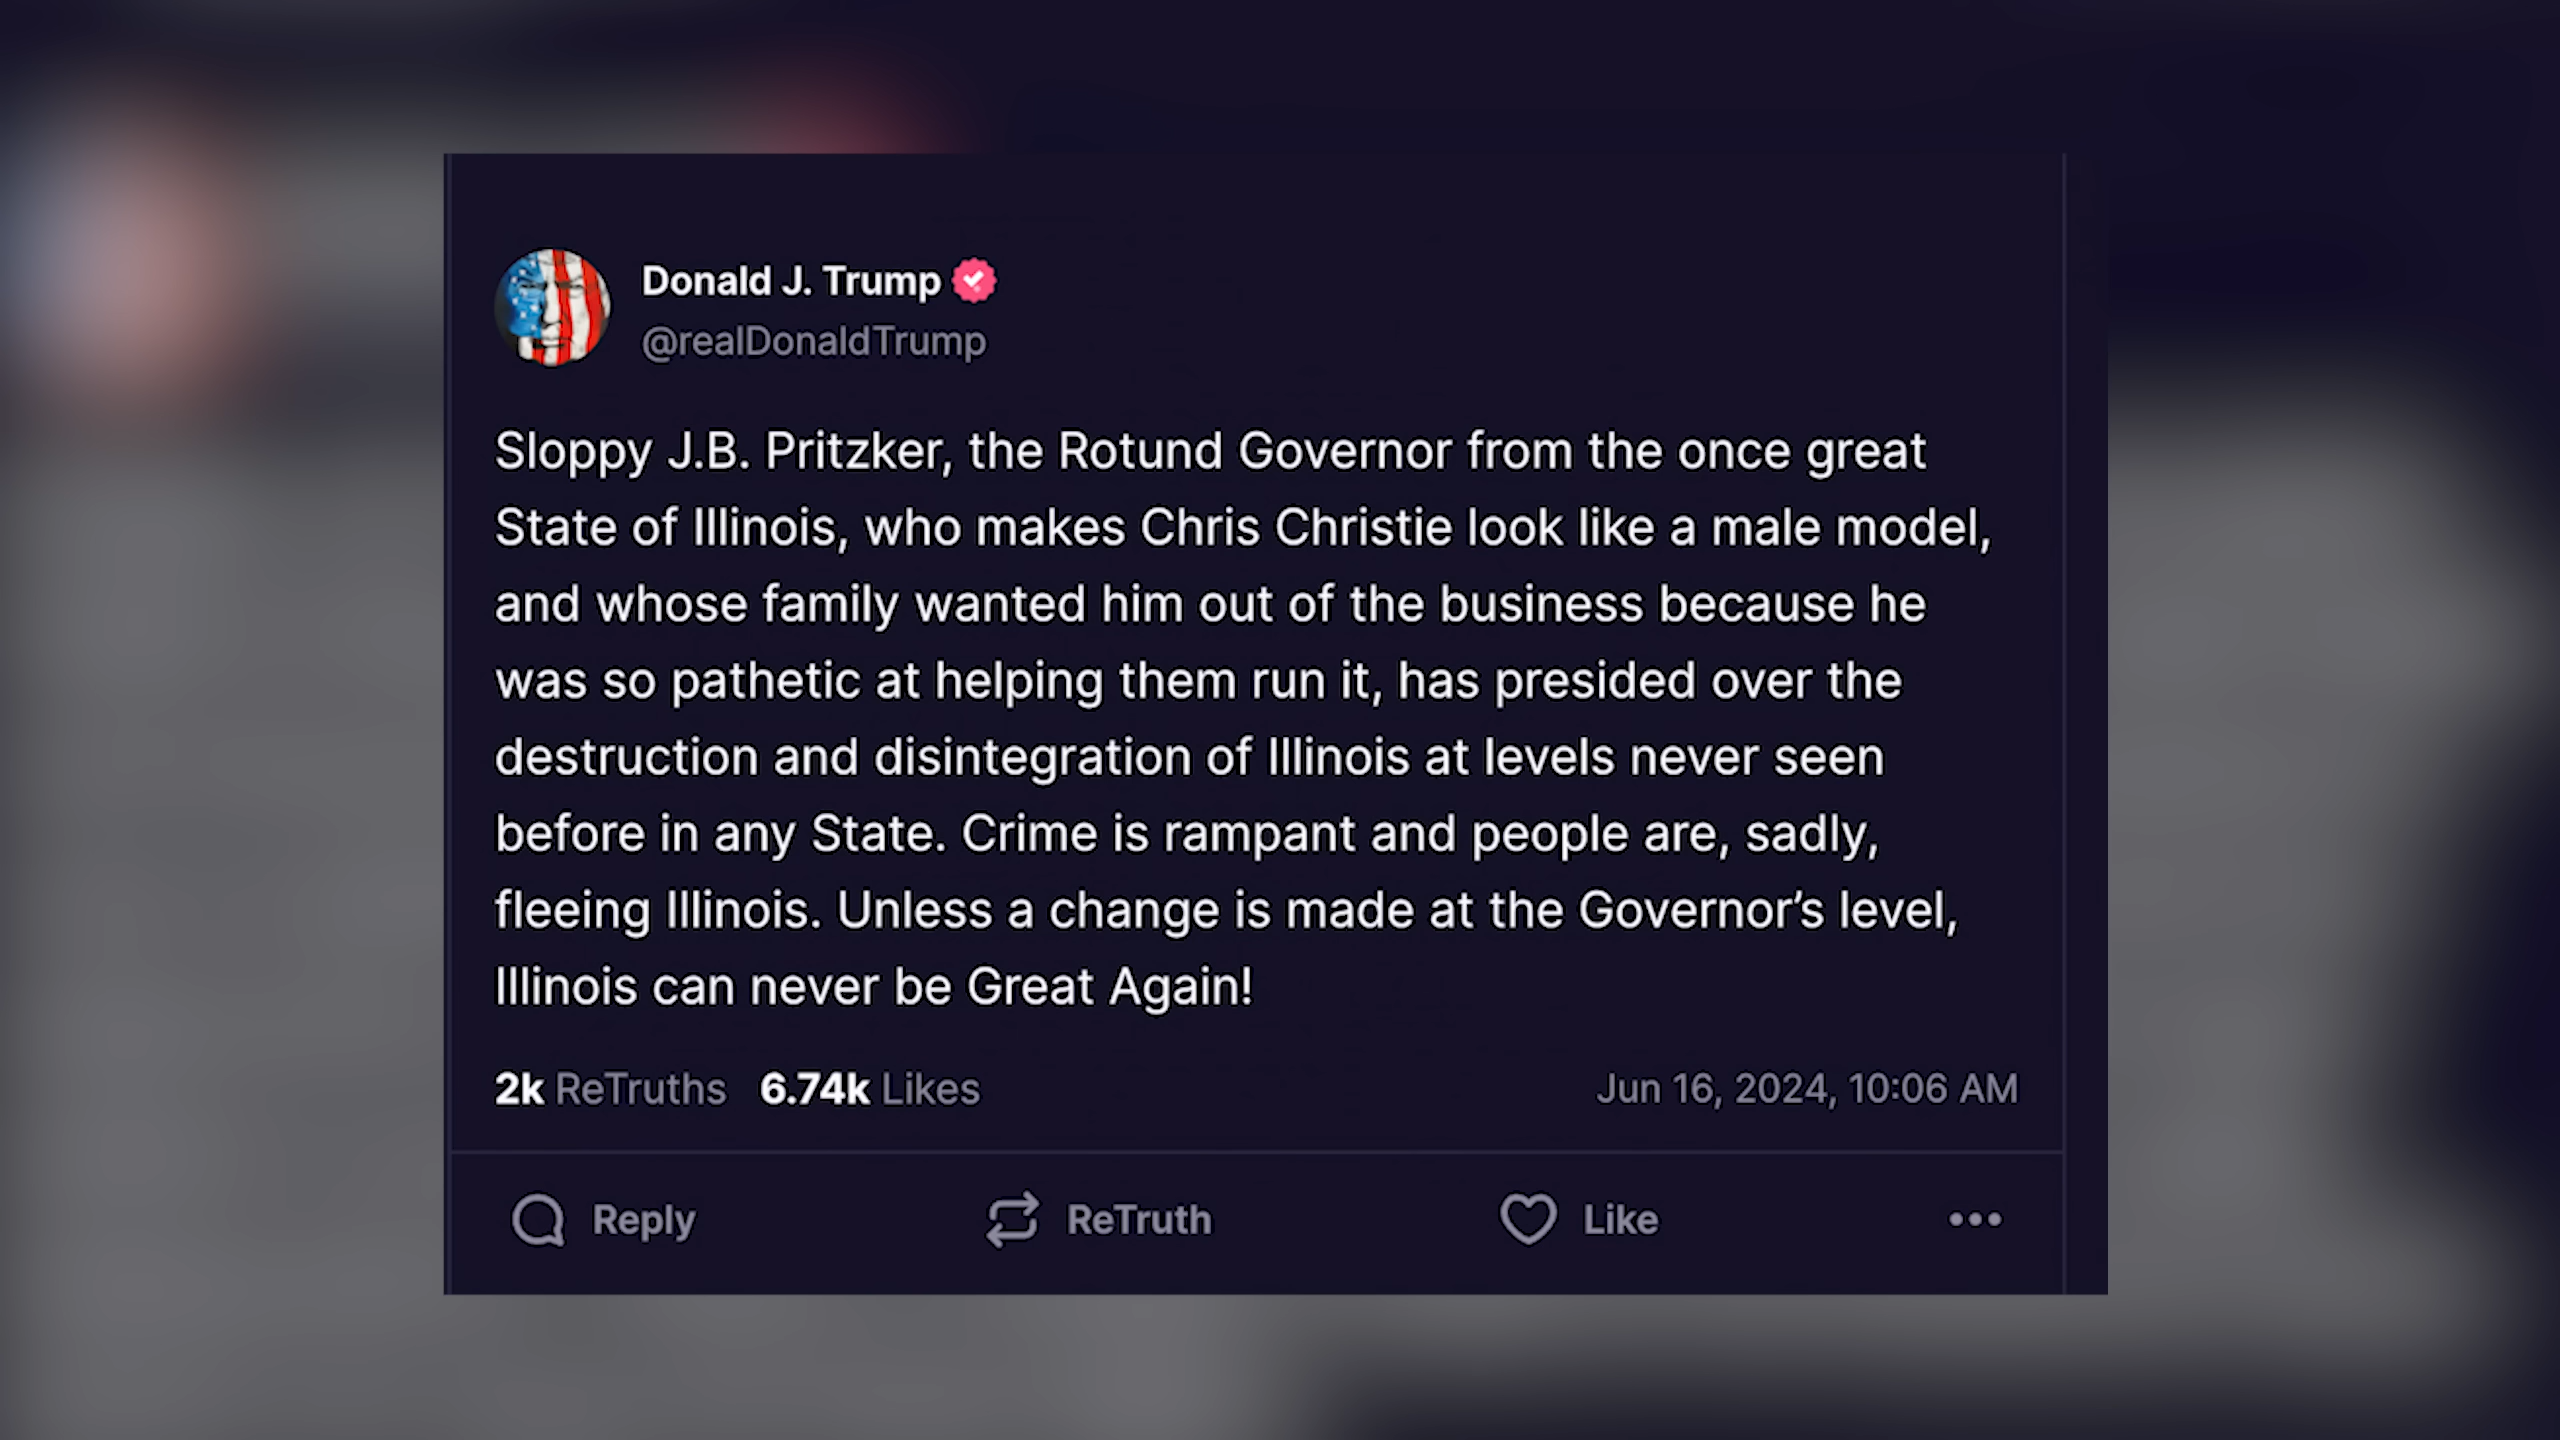 Donald J. Trump
@realDonaldTrump
Sloppy J.B. Pritzker, the Rotund Governor from the once great
State of Illinois, who makes Chris Christie look like a male model,
and whose family wanted him out of the business because he
was so pathetic at helping them run it, has presided over the
destruction and disintegration of Illinois at levels never seen
before in any State. Crime is rampant and people are, sadly,
fleeing Illinois. Unless a change is made at the Governor’s level,
Illinois can never be Great Again!
2k ReTruths 6.74k Likes Jun 16, 2024, 10:06 AM
Reply ReTruth Like